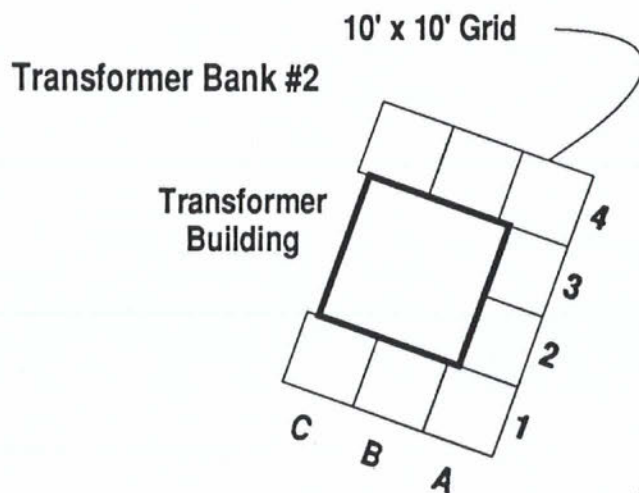 10' x 10' Grid
Transformer Bank #2
Transformer
Building
4
3
2
1
C
B
A